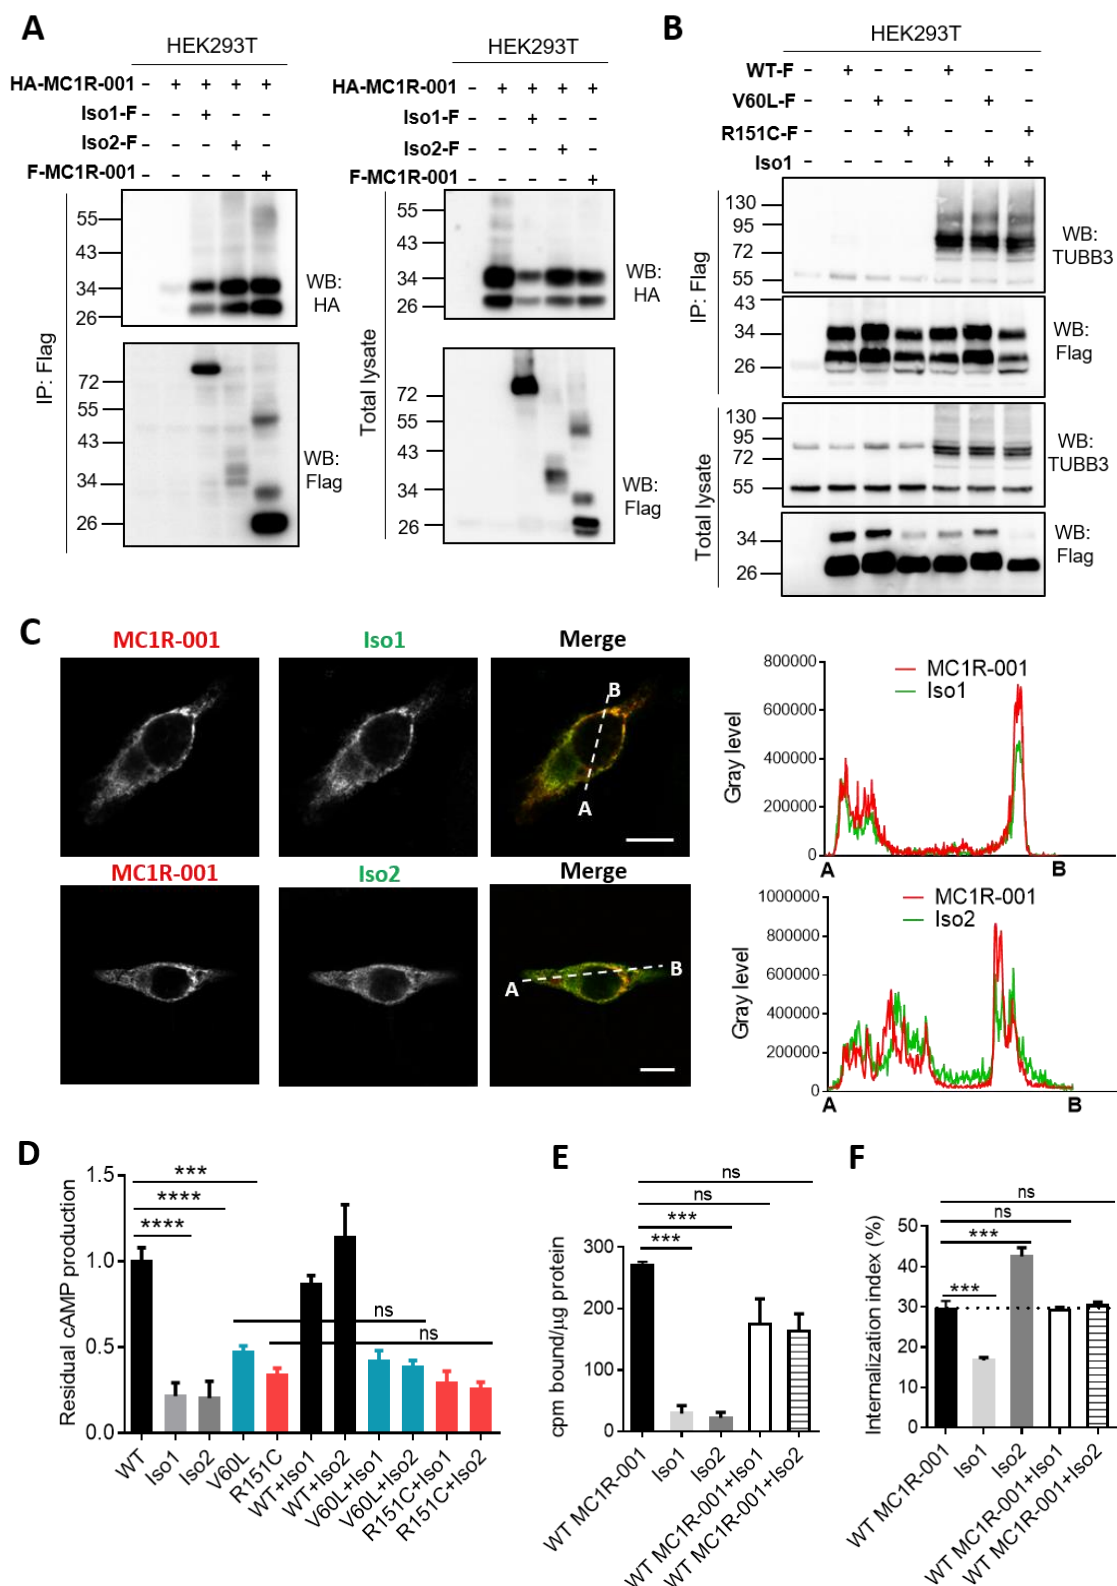 A
HEK293T
HA-MC1R-001 - + + + +
Iso1-F - - + - -
Iso2-F - - - + -
F-MC1R-001 - - - - +
IP: Flag
55
43
34
26
WB:
HA
72
55
43
34
26
WB:
Flag
HEK293T
HA-MC1R-001 - + + + +
Iso1-F - - + - -
Iso2-F - - - + -
F-MC1R-001 - - - - +
Total lysate
55
43
34
26
WB:
HA
72
55
43
34
26
WB:
Flag
B
HEK293T
WT-F - + - - + - -
V60L-F - - + - - + -
R151C-F - - - + - - +
Iso1 - - - - + + +
IP: Flag
130
95
72
55
WB:
TUBB3
43
34
26
WB:
Flag
Total lysate
130
95
72
55
WB:
TUBB3
34
26
WB:
Flag
C
MC1R-001 Iso1 Merge
B
A
Gray level
800000
600000
400000
200000
0
MC1R-001
Iso1
A B
MC1R-001 Iso2 Merge
A B
Gray level
1000000
800000
600000
400000
200000
0
MC1R-001
Iso2
A B
D
Residual cAMP production
1.5
1.0
0.5
0.0
***
****
****
ns
ns
WT
Iso1
Iso2
V60L
R151C
WT+Iso1
WT+Iso2
V60L+Iso1
V60L+Iso2
R151C+Iso1
R151C+Iso2
E
cpm bound/µg protein
300
200
100
0
ns
ns
***
***
WT MC1R-001
Iso1
Iso2
WT MC1R-001+Iso1
WT MC1R-001+Iso2
F
Internalization index (%)
50
40
30
20
10
0
ns
ns
***
***
WT MC1R-001
Iso1
Iso2
WT MC1R-001+Iso1
WT MC1R-001+Iso2